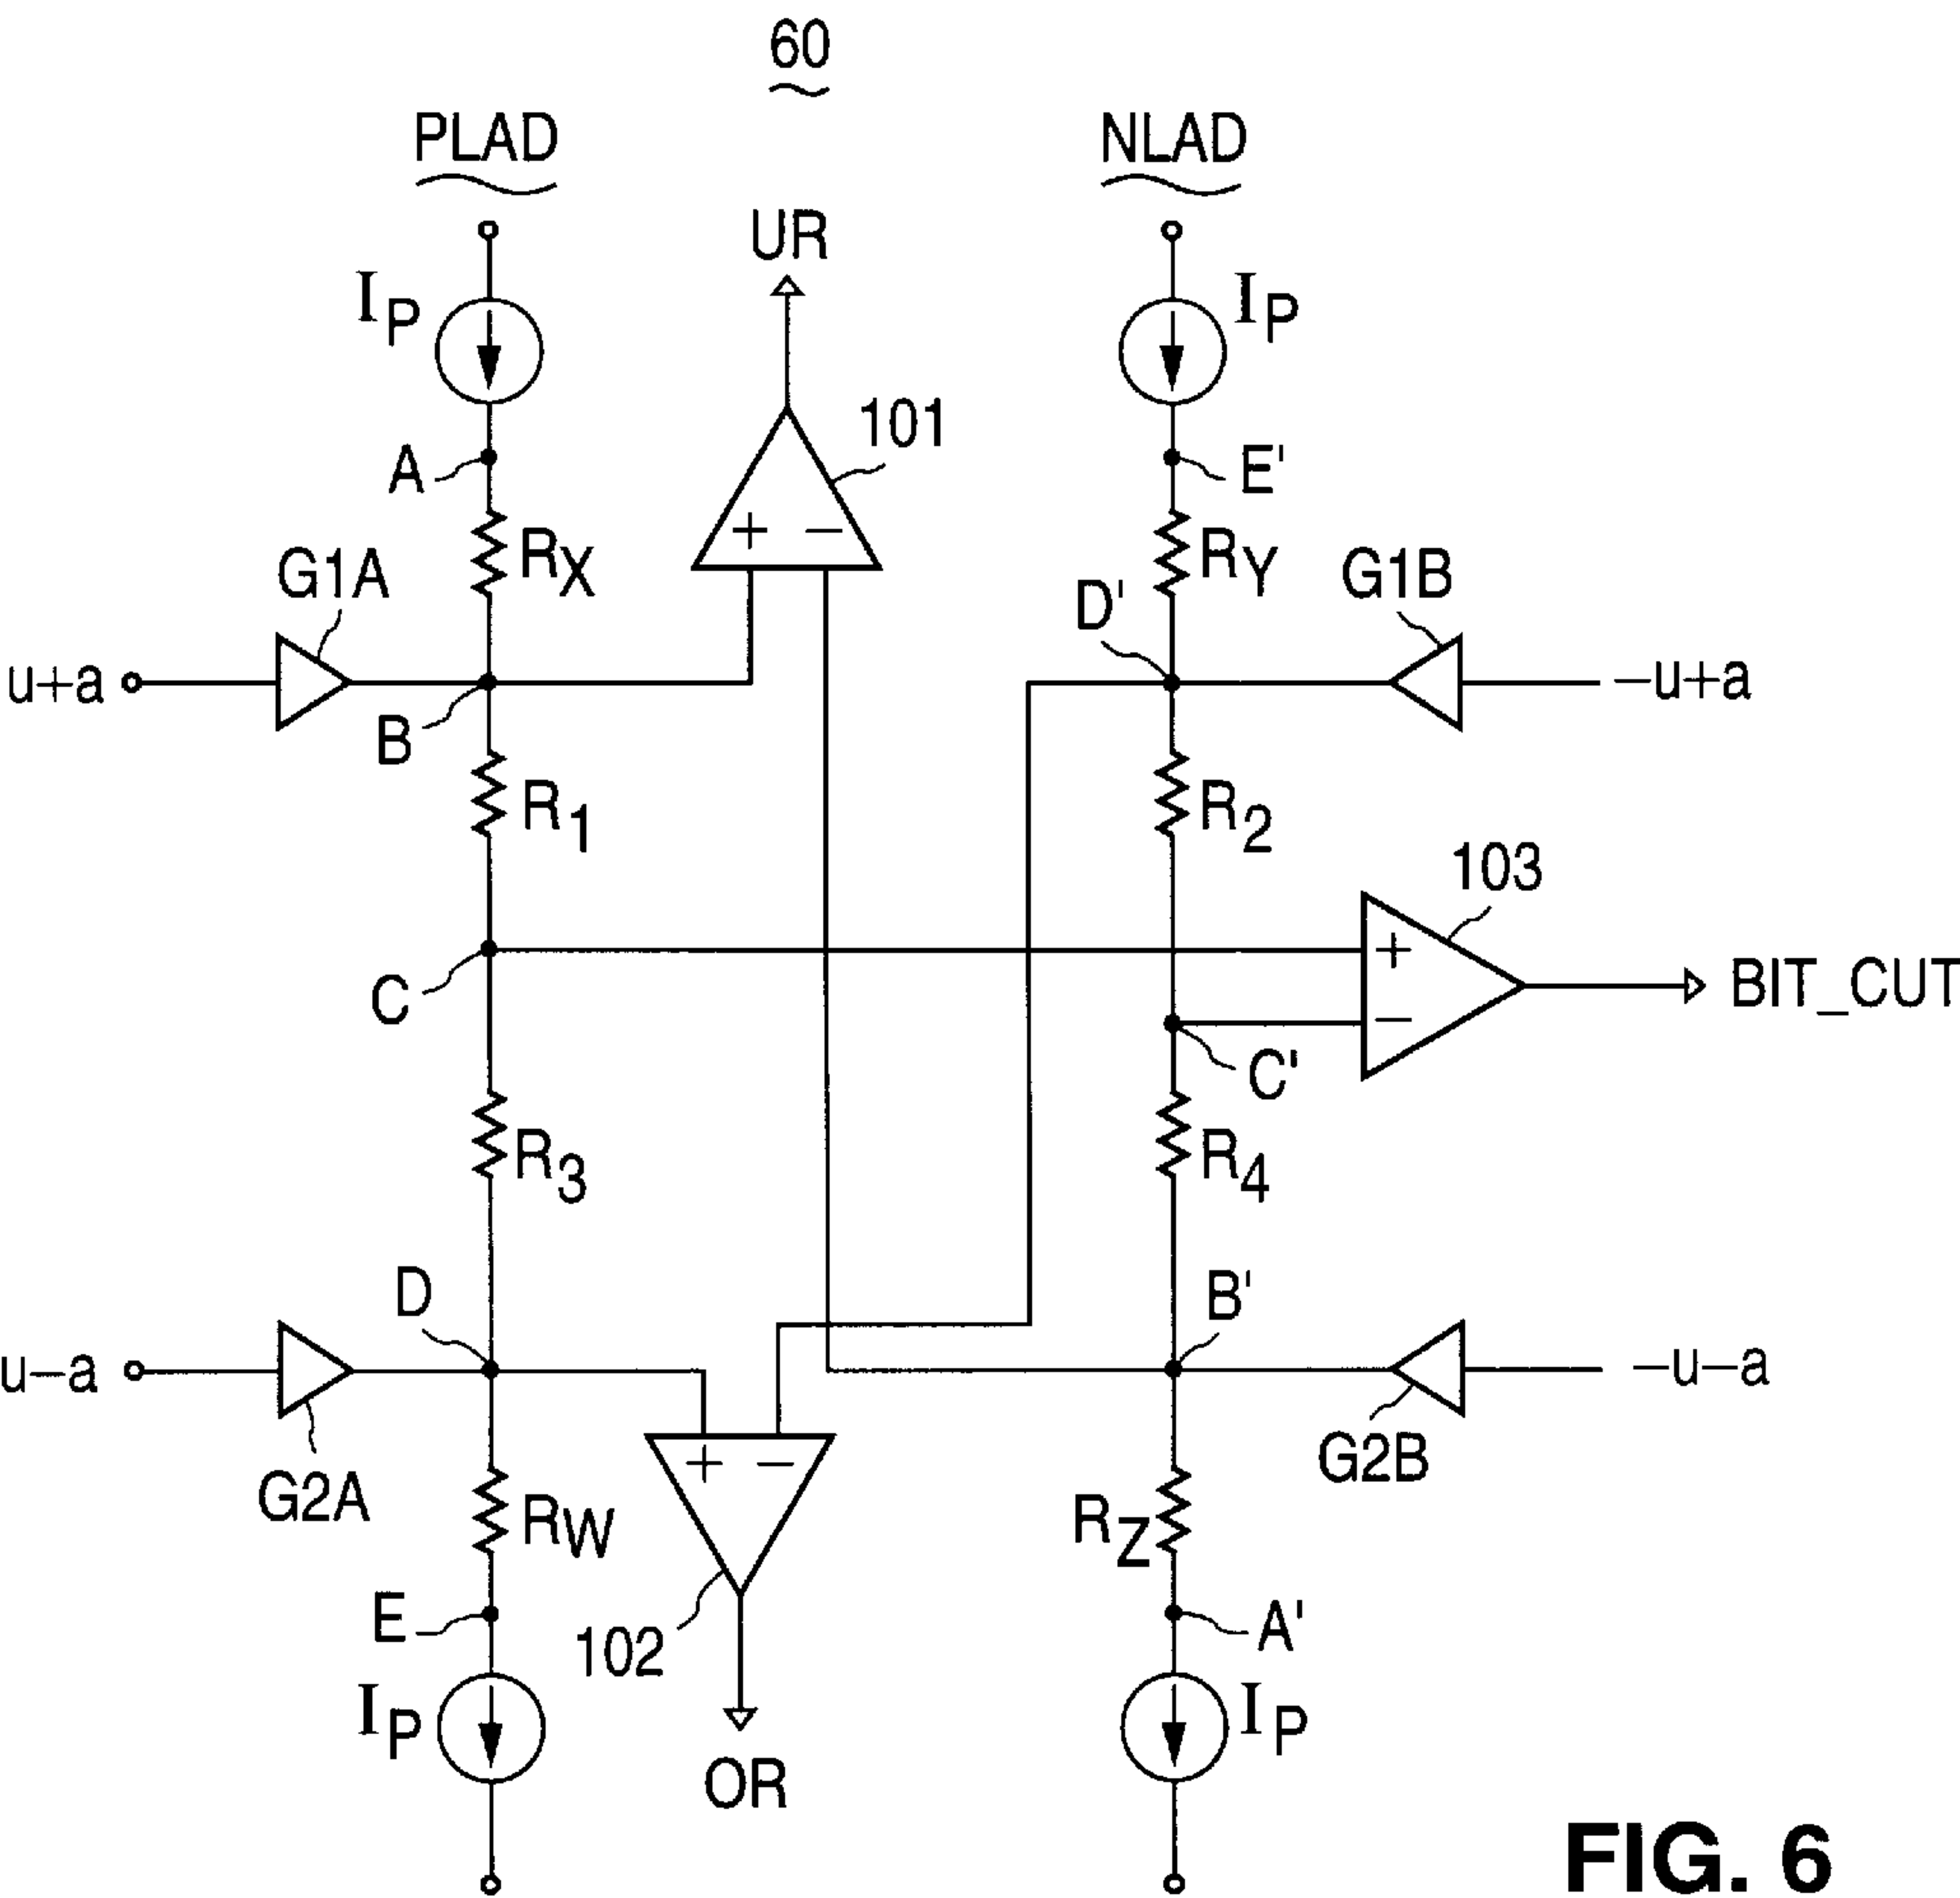 60
PLAD
NLAD
UR
I_P
I_P
101
A
E'
R_X
R_Y
G1A
G1B
D'
u+a
+
−
−u+a
B
R_1
R_2
103
C
+
−
BIT_CUT
C'
R_3
R_4
D
B'
u−a
−u−a
G2A
+
−
G2B
R_W
R_Z
E
102
A'
I_P
I_P
OR
FIG. 6